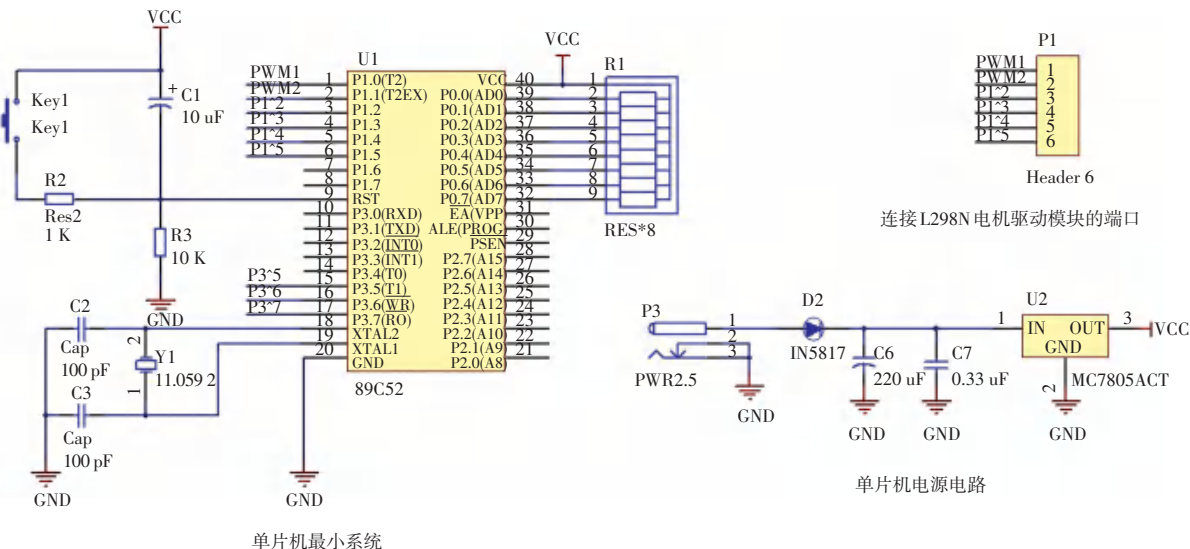 VCC
Key1
Key1
+
C1
10 uF
R2
Res2
1 K
R3
10 K
GND
C2
Cap
100 pF
2
Y1
11.059 2
1
C3
Cap
100 pF
GND
GND
U1
PWM1 1 P1.0(T2)
PWM2 2 P1.1(T2EX)
P1^2 3 P1.2
P1^3 4 P1.3
P1^4 5 P1.4
P1^5 6 P1.5
7 P1.6
8 P1.7
9 RST
10 P3.0(RXD)
11 P3.1(TXD)
12 P3.2(INT0)
13 P3.3(INT1)
14 P3.4(T0)
P3^5 15 P3.5(T1)
P3^6 16 P3.6(WR)
P3^7 17 P3.7(RO)
18 XTAL2
19 XTAL1
20 GND
VCC 40
P0.0(AD0 39
P0.1(AD1 38
P0.2(AD2 37
P0.3(AD3 36
P0.4(AD4 35
P0.5(AD5 34
P0.6(AD6 33
P0.7(AD7 32
EA(VPP 31
ALE(PROG 30
PSEN 29
P2.7(A15 28
P2.6(A14 27
P2.5(A13 26
P2.4(A12 25
P2.3(A11 24
P2.2(A10 23
P2.1(A9 22
P2.0(A8 21
89C52
VCC
R1
1
2
3
4
5
6
7
8
9
RES*8
单片机最小系统
P1
PWM1 1
PWM2 2
P1^2 3
P1^3 4
P1^4 5
P1^5 6
Header 6
连接L298N电机驱动模块的端口
P3
1
2
3
PWR2.5
GND
D2
IN5817
C6
220 uF
GND
C7
0.33 uF
GND
U2
1 IN OUT 3 VCC
GND
2
MC7805ACT
GND
单片机电源电路